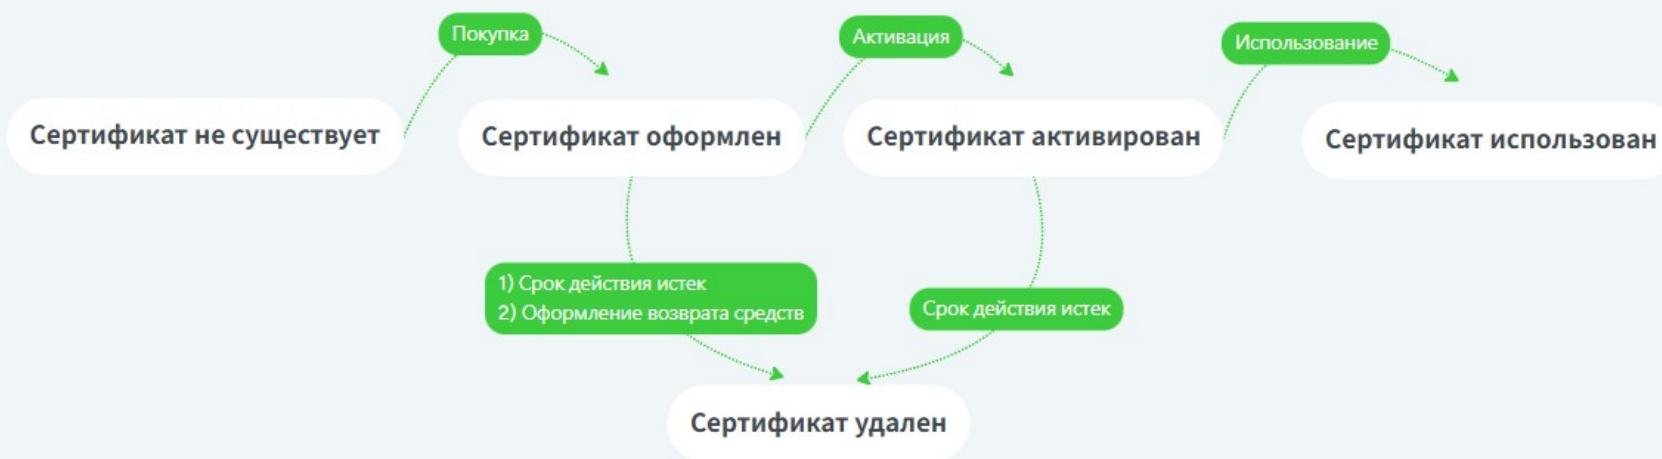 Покупка
Активация
Использование
Сертификат не существует
Сертификат оформлен
Сертификат активирован
Сертификат использован
1) Срок действия истек
2) Оформление возврата средств
Срок действия истек
Сертификат удален